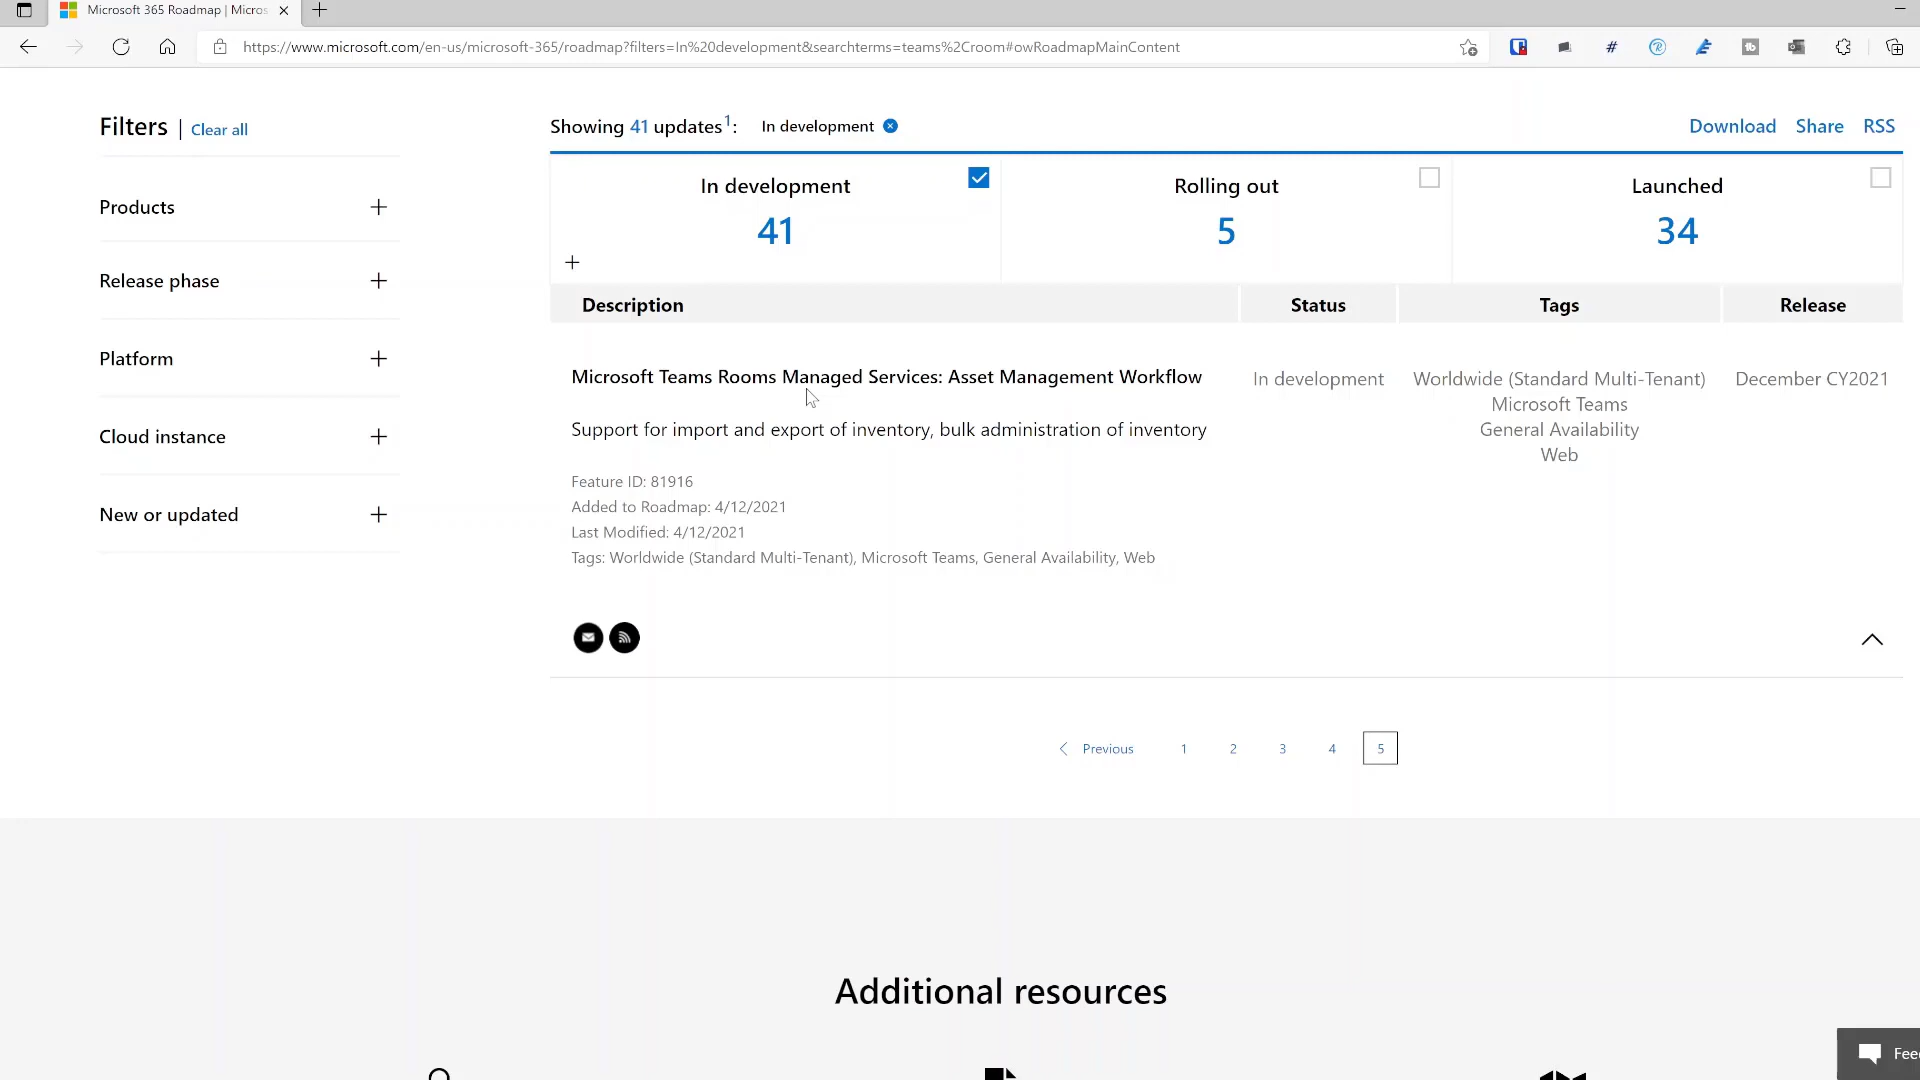 Microsoft 365 Roadmap | Micros
https://www.microsoft.com/en-us/microsoft-365/roadmap?filters=In%20development&searchterms=teams%2Croom#owRoadmapMainContent
Filters | Clear all
Products
Release phase
Platform
Cloud instance
New or updated
Showing 41 updates1: In development
Download Share RSS
In development
41
Rolling out
5
Launched
34
Description Status Tags Release
Microsoft Teams Rooms Managed Services: Asset Management Workflow
Support for import and export of inventory, bulk administration of inventory
Feature ID: 81916
Added to Roadmap: 4/12/2021
Last Modified: 4/12/2021
Tags: Worldwide (Standard Multi-Tenant), Microsoft Teams, General Availability, Web
In development
Worldwide (Standard Multi-Tenant)
Microsoft Teams
General Availability
Web
December CY2021
Previous 1 2 3 4 5
Additional resources
Fee